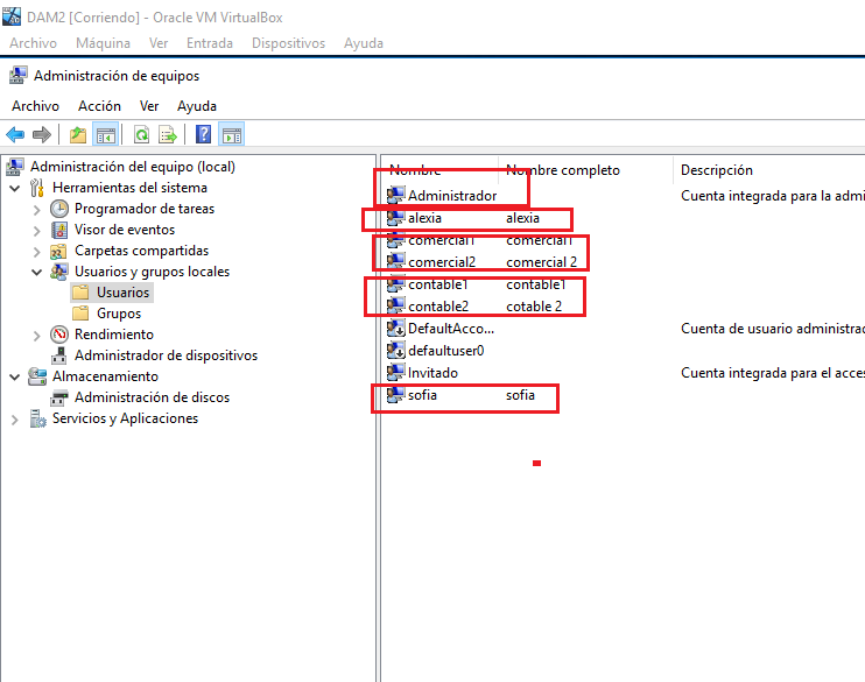 DAM2 [Corriendo] - Oracle VM VirtualBox
Archivo Máquina Ver Entrada Dispositivos Ayuda
Administración de equipos
Archivo Acción Ver Ayuda
Administración del equipo (local)
Herramientas del sistema
Programador de tareas
Visor de eventos
Carpetas compartidas
Usuarios y grupos locales
Usuarios
Grupos
Rendimiento
Administrador de dispositivos
Almacenamiento
Administración de discos
Servicios y Aplicaciones
Nombre Nombre completo Descripción
Administrador Cuenta integrada para la admi
alexia alexia
comercial1 comercial1
comercial2 comercial 2
contable1 contable1
contable2 cotable 2
DefaultAcco... Cuenta de usuario administrad
defaultuser0
Invitado Cuenta integrada para el acces
sofia sofia